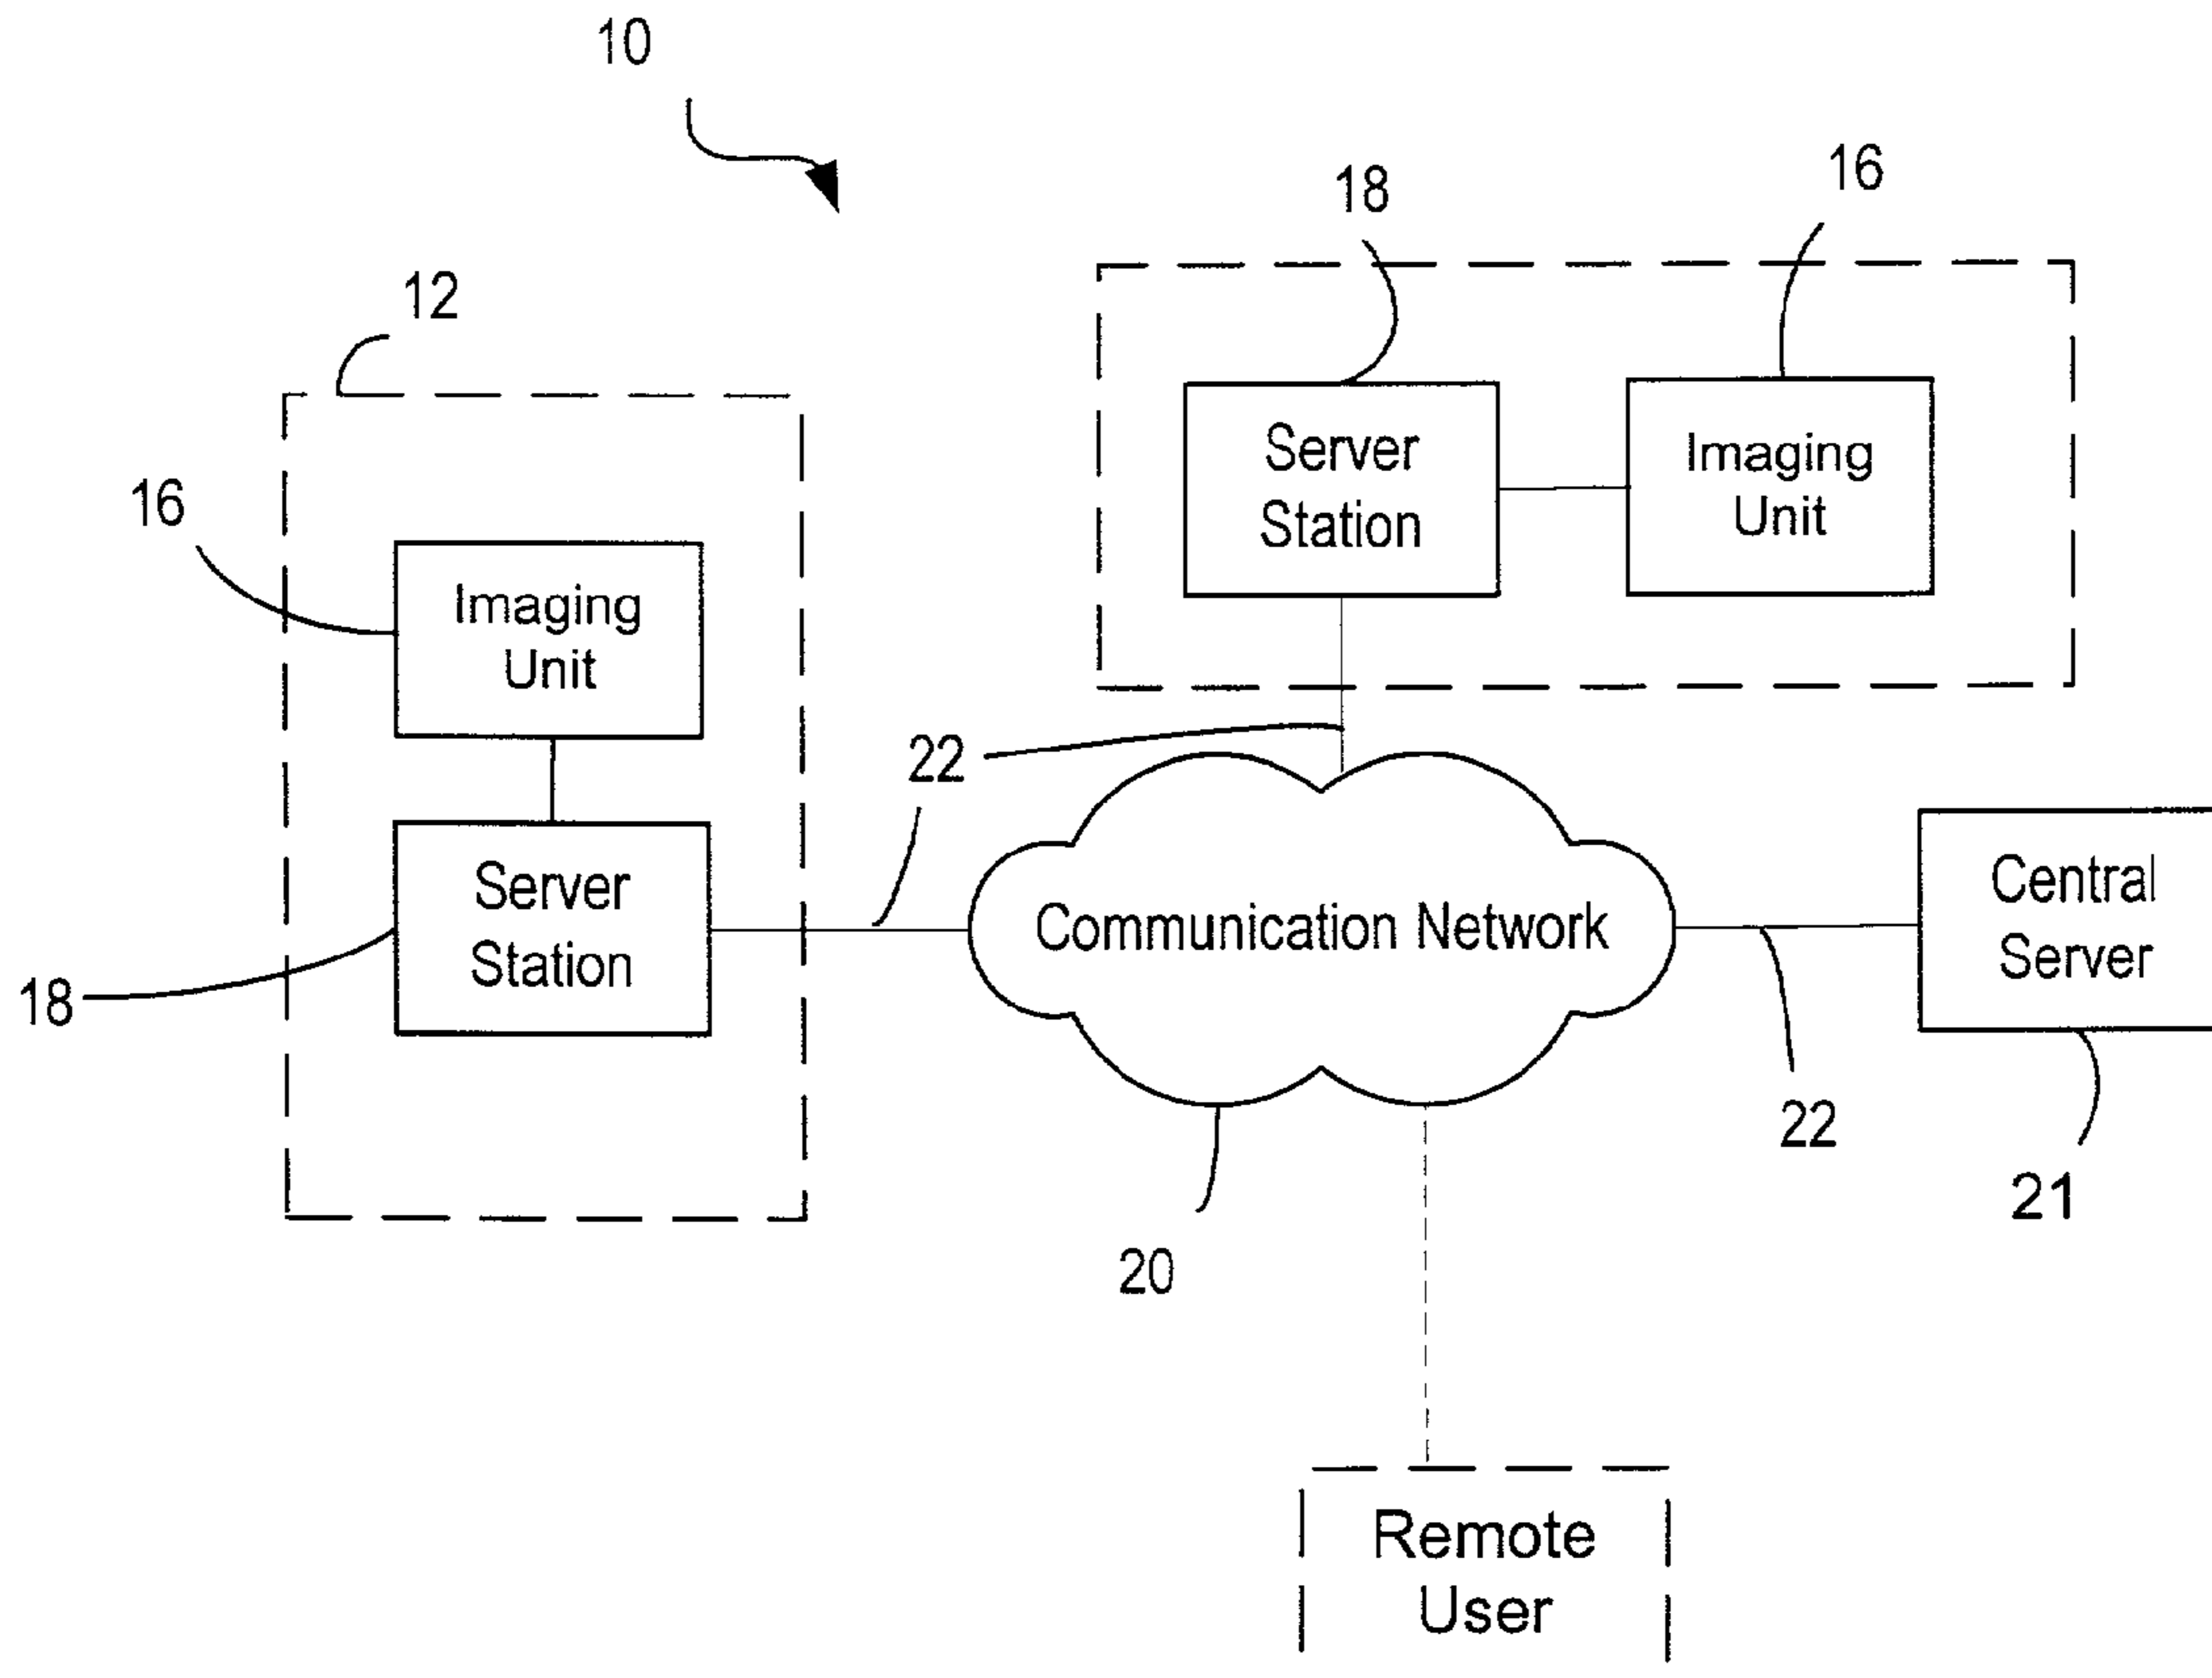 10
18
16
12
Server
Station
Imaging
Unit
16
Imaging
Unit
22
Server
Station
18
Communication Network
Central
Server
22
21
20
Remote
User